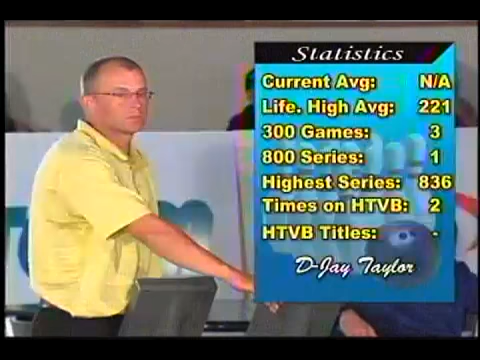 Statistics
Current Avg: N/A
Life. High Avg: 221
300 Games: 3
800 Series: 1
Highest Series: 836
Times on HTVB: 2
HTVB Titles: -
D-Jay Taylor